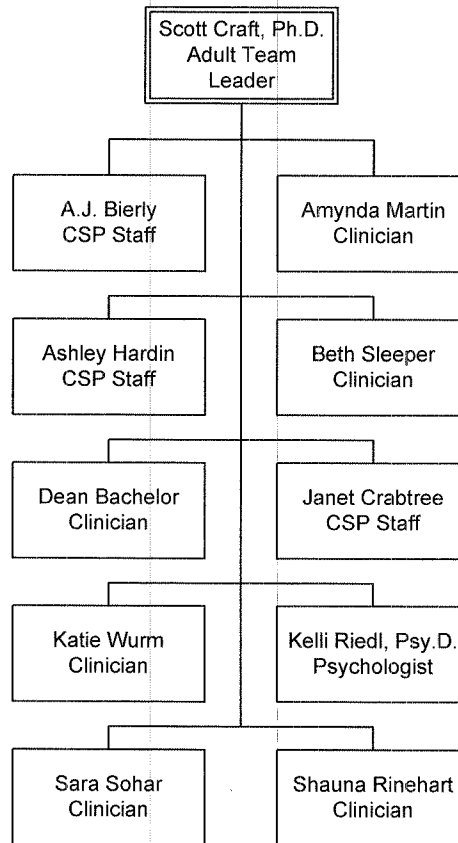 Scott Craft, Ph.D.
Adult Team
Leader
A.J. Bierly
CSP Staff
Amynda Martin
Clinician
Ashley Hardin
CSP Staff
Beth Sleeper
Clinician
Dean Bachelor
Clinician
Janet Crabtree
CSP Staff
Katie Wurm
Clinician
Kelli Riedl, Psy.D.
Psychologist
Sara Sohar
Clinician
Shauna Rinehart
Clinician